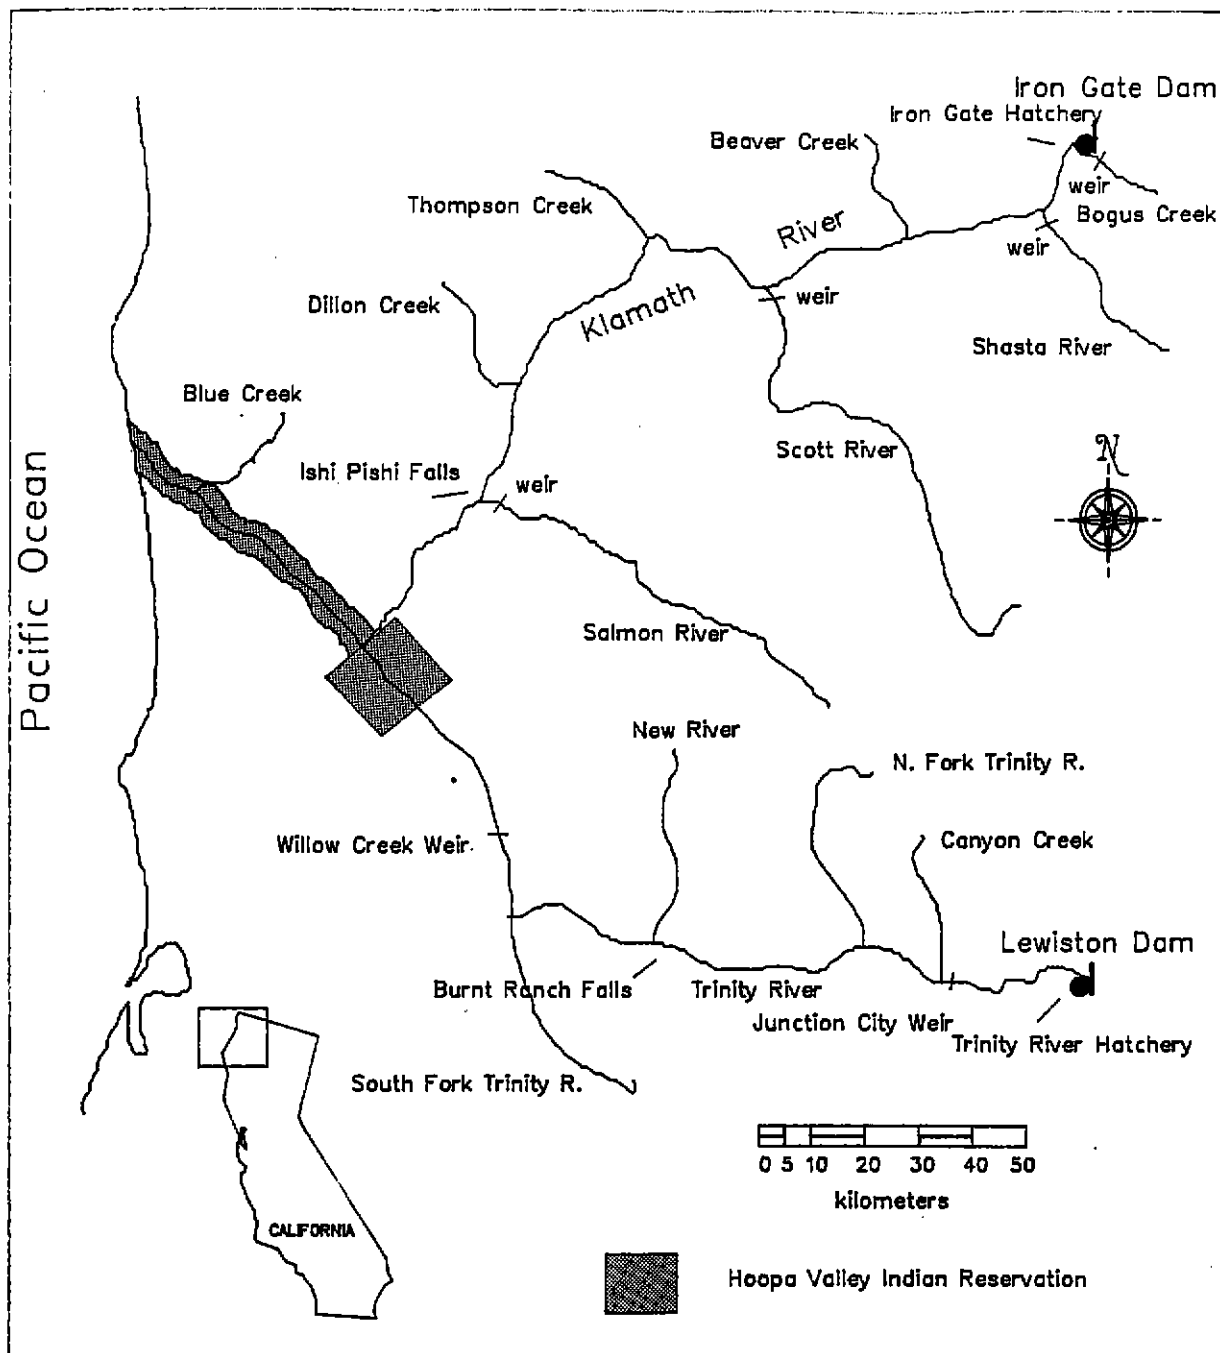 Iron Gate Dam
Iron Gate Hatchery
Beaver Creek
weir
Thompson Creek
Bogus Creek
River
weir
Klamath
weir
Dillon Creek
Shasta River
Blue Creek
Scott River
Ishi Pishi Falls
weir
N
Pacific Ocean
Salmon River
New River
N. Fork Trinity R.
Willow Creek Weir
Canyon Creek
Lewiston Dam
Burnt Ranch Falls
Trinity River
Junction City Weir
Trinity River Hatchery
South Fork Trinity R.
0 5 10 20 30 40 50
kilometers
CALIFORNIA
Hoopa Valley Indian Reservation